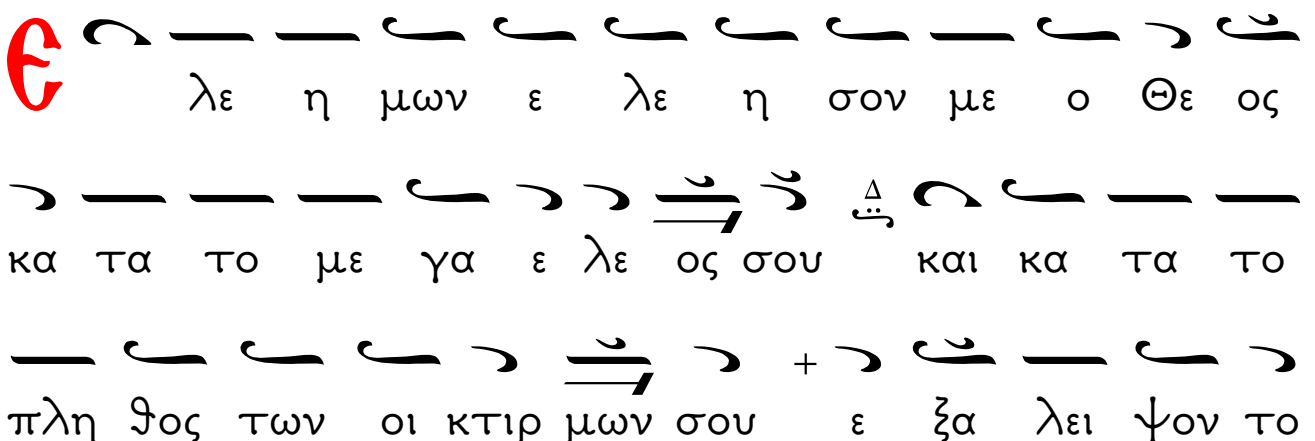 Ε λε η μων ε λε η σον με ο Θε ος
κα τα το με γα ε λε ος σου Δ και κα τα το
πλη θος των οι κτιρ μων σου + ε ξα λει ψον το